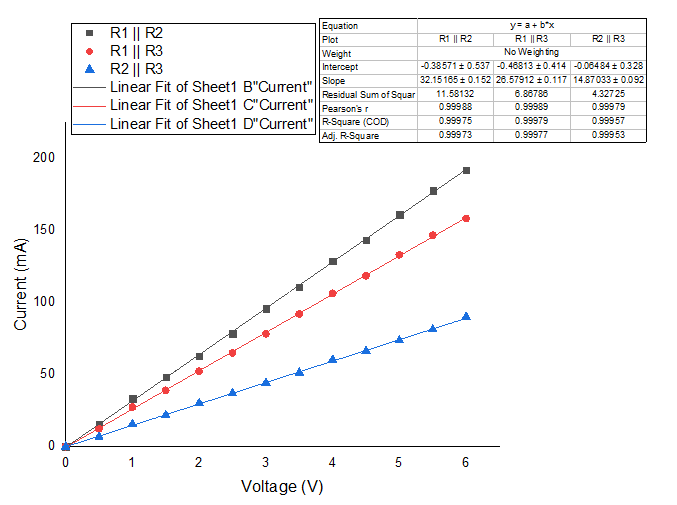 R1 || R2
R1 || R3
R2 || R3
Linear Fit of Sheet1 B"Current"
Linear Fit of Sheet1 C"Current"
Linear Fit of Sheet1 D"Current"
Equation y = a + b*x
Plot R1 || R2 R1 || R3 R2 || R3
Weight No Weighting
Intercept -0.38571 ± 0.537 -0.46813 ± 0.414 -0.06484 ± 0.328
Slope 32.15165 ± 0.152 26.57912 ± 0.117 14.87033 ± 0.092
Residual Sum of Squar 11.58132 6.86786 4.32725
Pearson's r 0.99988 0.99989 0.99979
R-Square (COD) 0.99975 0.99979 0.99957
Adj. R-Square 0.99973 0.99977 0.99953
200
150
100
50
0
Current (mA)
0 1 2 3 4 5 6
Voltage (V)